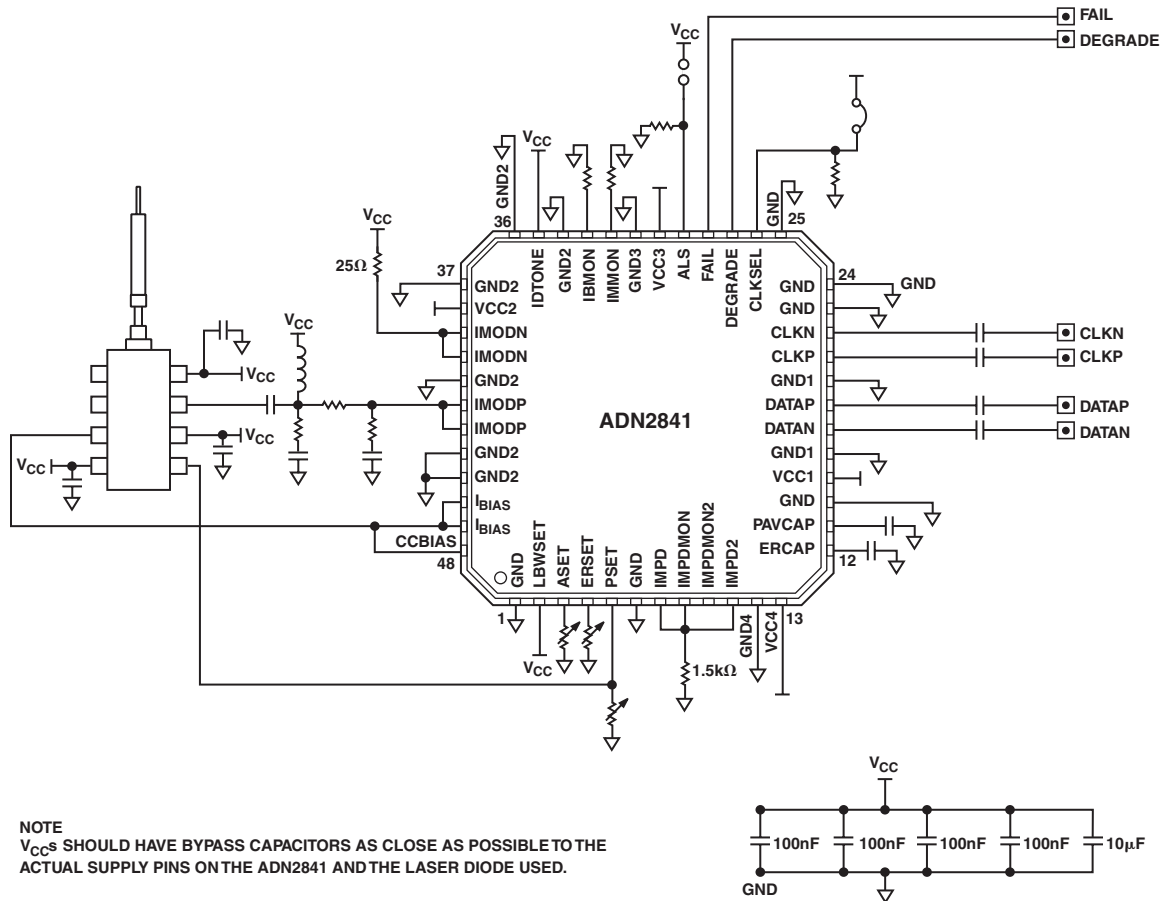 FAIL
DEGRADE
VCC
VCC
GND2
36
GND
25
VCC
25Ω
37
24
GND
IDTONE
GND2
IBMON
IMMON
GND3
VCC3
ALS
FAIL
DEGRADE
CLKSEL
GND2
VCC2
IMODN
IMODN
GND2
IMODP
IMODP
GND2
GND2
IBIAS
IBIAS
CCBIAS
48
ADN2841
GND
GND
CLKN
CLKP
GND1
DATAP
DATAN
GND1
VCC1
GND
PAVCAP
ERCAP
12
CLKN
CLKP
DATAP
DATAN
VCC
VCC
VCC
VCC
GND
LBWSET
ASET
ERSET
PSET
GND
IMPD
IMPDMON
IMPDMON2
IMPD2
1
GND4
VCC4
13
VCC
1.5kΩ
VCC
100nF
100nF
100nF
100nF
10μF
GND
NOTE
VCCs SHOULD HAVE BYPASS CAPACITORS AS CLOSE AS POSSIBLE TO THE
ACTUAL SUPPLY PINS ON THE ADN2841 AND THE LASER DIODE USED.